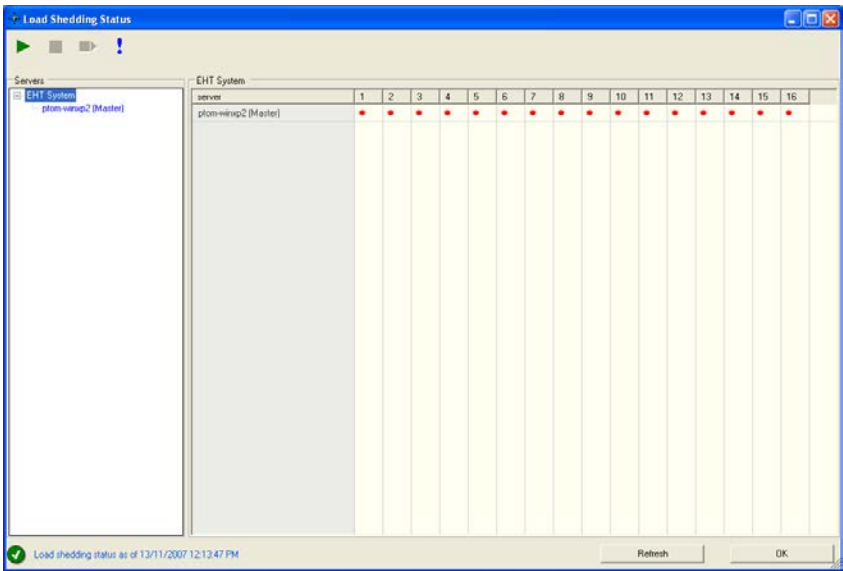 Load Shedding Status
Servers
EHT System
ptom-winxp2 (Master)
EHT System
server 1 2 3 4 5 6 7 8 9 10 11 12 13 14 15 16
ptom-winxp2 (Master)
Load shedding status as of 13/11/2007 12:13:47 PM
Refresh OK